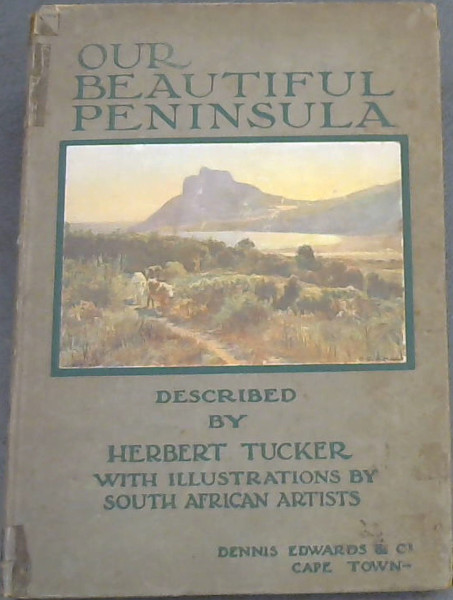 OUR
BEAUTIFUL
PENINSULA
DESCRIBED
BY
HERBERT TUCKER
WITH ILLUSTRATIONS BY
SOUTH AFRICAN ARTISTS
DENNIS EDWARDS & Co
CAPE TOWN